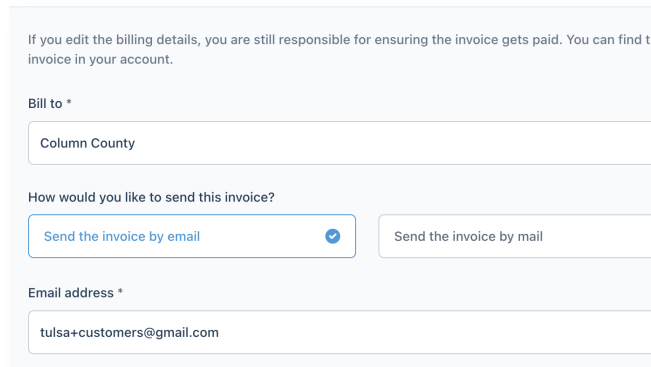 If you edit the billing details, you are still responsible for ensuring the invoice gets paid. You can find
invoice in your account.
Bill to *
Column County
How would you like to send this invoice?
Send the invoice by email
Send the invoice by mail
Email address *
tulsa+customers@gmail.com